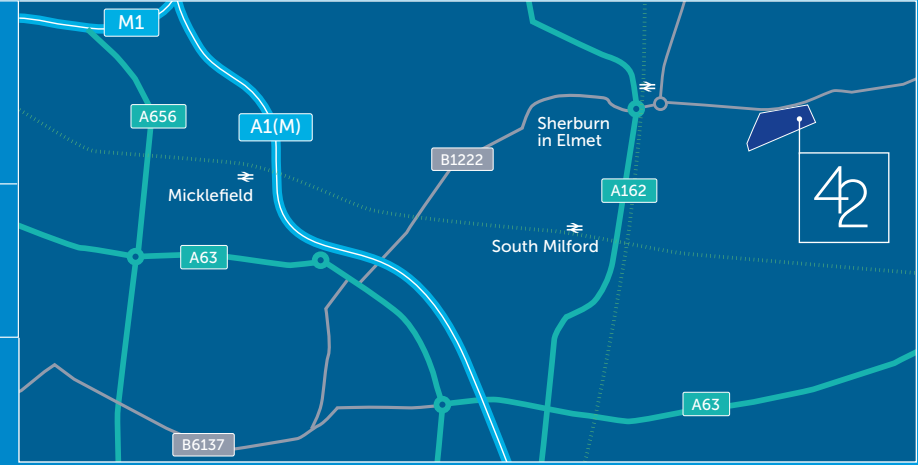 M1
A656
A1(M)
Sherburn
in Elmet
B1222
Micklefield
A162
42
South Milford
A63
A63
B6137